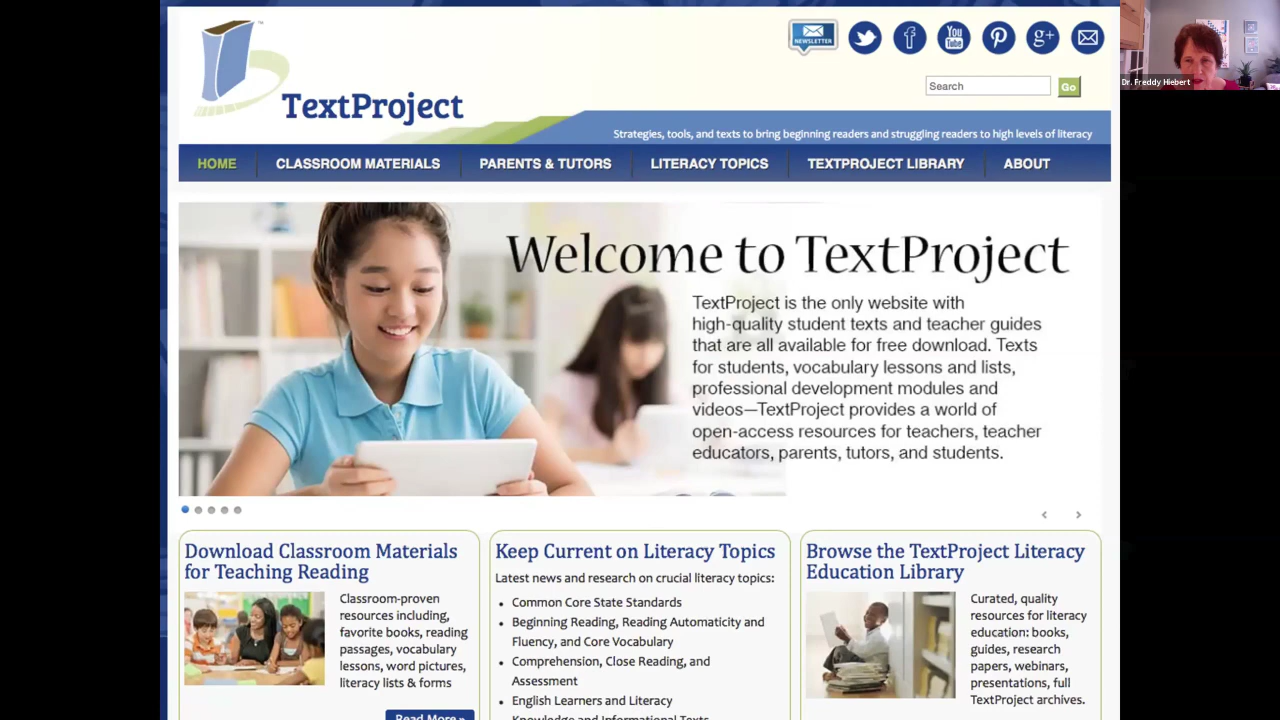 TextProject
™
NEWSLETTER
You
Tube
g+
Dr. Freddy Hiebert
Search
Go
Strategies, tools, and texts to bring beginning readers and struggling readers to high levels of literacy
HOME
CLASSROOM MATERIALS
PARENTS & TUTORS
LITERACY TOPICS
TEXTPROJECT LIBRARY
ABOUT
Welcome to TextProject
TextProject is the only website with
high-quality student texts and teacher guides
that are all available for free download. Texts
for students, vocabulary lessons and lists,
professional development modules and
videos—TextProject provides a world of
open-access resources for teachers, teacher
educators, parents, tutors, and students.
Download Classroom Materials
for Teaching Reading
Classroom-proven
resources including,
favorite books, reading
passages, vocabulary
lessons, word pictures,
literacy lists & forms
Read More »
Keep Current on Literacy Topics
Latest news and research on crucial literacy topics:
• Common Core State Standards
• Beginning Reading, Reading Automaticity and
Fluency, and Core Vocabulary
• Comprehension, Close Reading, and
Assessment
• English Learners and Literacy
• Knowledge and Informational Texts
Browse the TextProject Literacy
Education Library
Curated, quality
resources for literacy
education: books,
guides, research
papers, webinars,
presentations, full
TextProject archives.